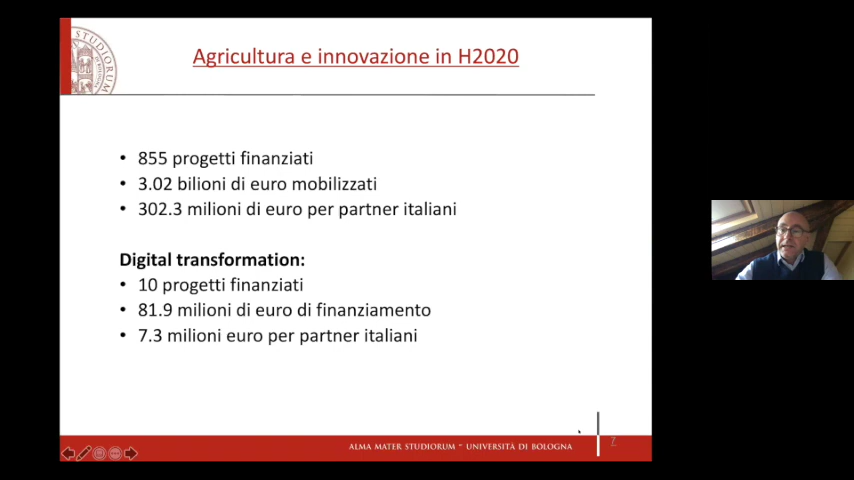 Agricultura e innovazione in H2020
• 855 progetti finanziati
• 3.02 bilioni di euro mobilizzati
• 302.3 milioni di euro per partner italiani
Digital transformation:
• 10 progetti finanziati
• 81.9 milioni di euro di finanziamento
• 7.3 milioni euro per partner italiani
ALMA MATER STUDIORUM ~ UNIVERSITÀ DI BOLOGNA
7